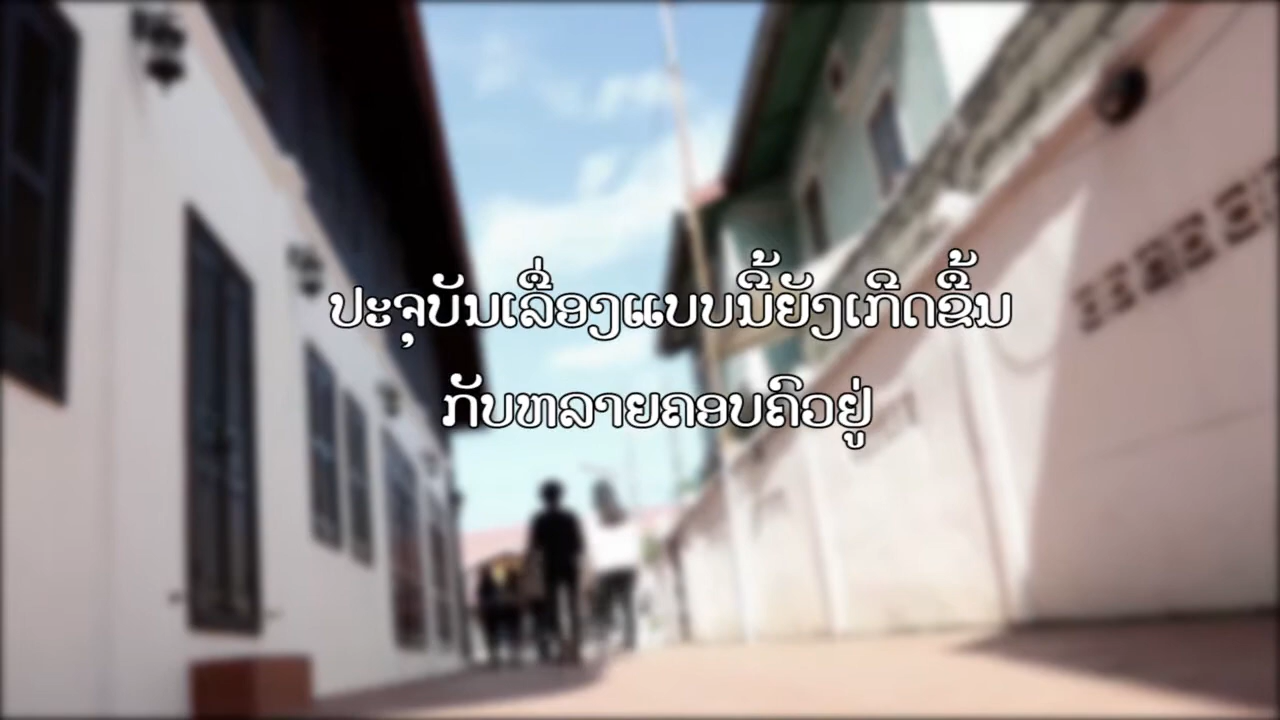 ປະຈຸບັນເລື່ອງແບບນີ້ຍັງເກີດຂຶ້ນ
ກັບຫລາຍຄອບຄົວຢູ່